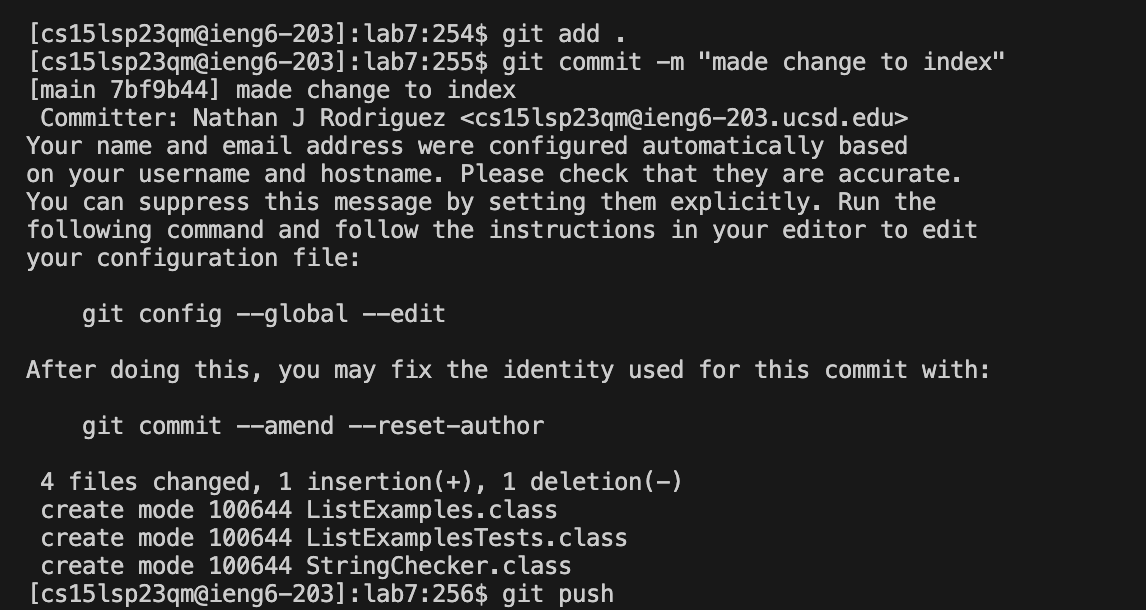 [cs15lsp23qm@ieng6-203]:lab7:254$ git add .
[cs15lsp23qm@ieng6-203]:lab7:255$ git commit -m "made change to index"
[main 7bf9b44] made change to index
 Committer: Nathan J Rodriguez <cs15lsp23qm@ieng6-203.ucsd.edu>
Your name and email address were configured automatically based
on your username and hostname. Please check that they are accurate.
You can suppress this message by setting them explicitly. Run the
following command and follow the instructions in your editor to edit
your configuration file:

    git config --global --edit

After doing this, you may fix the identity used for this commit with:

    git commit --amend --reset-author

 4 files changed, 1 insertion(+), 1 deletion(-)
 create mode 100644 ListExamples.class
 create mode 100644 ListExamplesTests.class
 create mode 100644 StringChecker.class
[cs15lsp23qm@ieng6-203]:lab7:256$ git push